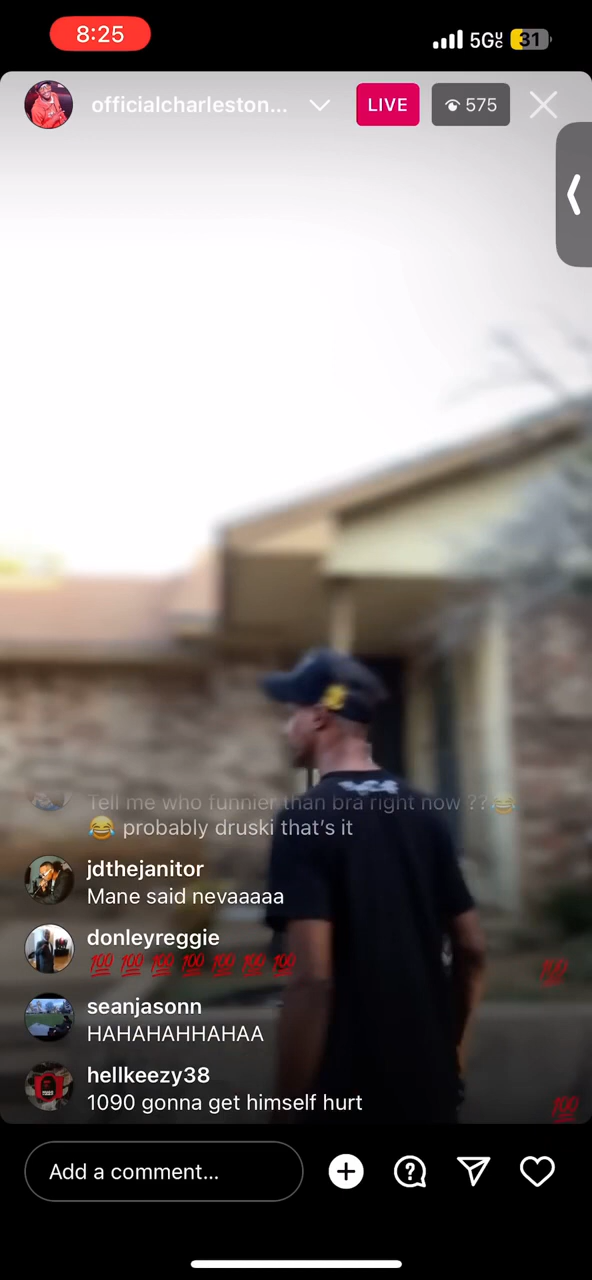 8:25
5GUC 31
officialcharleston... LIVE 575
Tell me who funnier than bra right now ??😂
😂 probably druski that's it
jdthejanitor
Mane said nevaaaaa
donleyreggie
💯 💯 💯 💯 💯 💯 💯
💯
seanjasonn
HAHAHAHHAHAA
hellkeezy38
1090 gonna get himself hurt
💯
Add a comment...